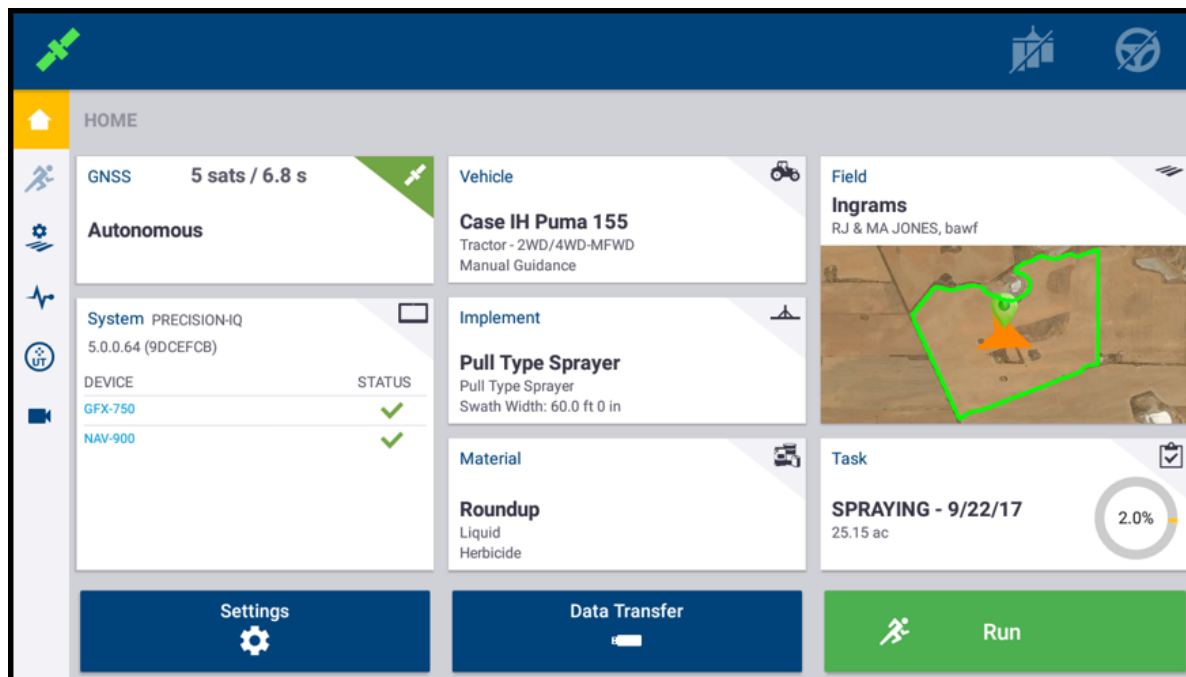 HOME
GNSS
5 sats / 6.8 s
Autonomous
System PRECISION-IQ
5.0.0.64 (9DCEFCB)
DEVICE STATUS
GFX-750
NAV-900
Vehicle
Case IH Puma 155
Tractor - 2WD/4WD-MFWD
Manual Guidance
Implement
Pull Type Sprayer
Pull Type Sprayer
Swath Width: 60.0 ft 0 in
Material
Roundup
Liquid
Herbicide
Field
Ingrams
RJ & MA JONES, bawf
Task
SPRAYING - 9/22/17
25.15 ac
2.0%
UT
Settings
Data Transfer
Run